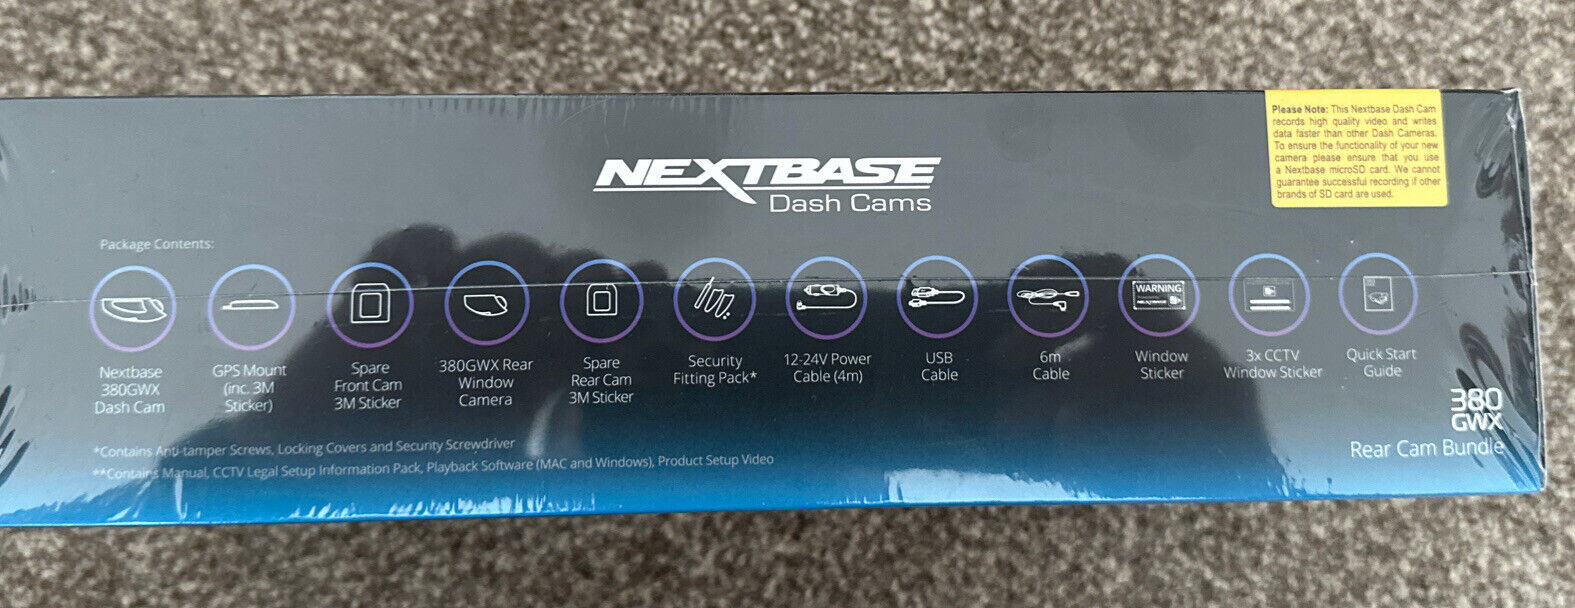 Please Note: This Nextbase Dash Cam
records high quality video and writes
data faster than other Dash Cameras.
To ensure the functionality of your new
camera please ensure that you use
a Nextbase microSD card. We cannot
guarantee successful recording if other
brands of SD card are used.
NEXTBASE
Dash Cams
Package Contents:
Nextbase
380GWX
Dash Cam
GPS Mount
(inc. 3M
Sticker)
Spare
Front Cam
3M Sticker
380GWX Rear
Window
Camera
Spare
Rear Cam
3M Sticker
Security
Fitting Pack*
12-24V Power
Cable (4m)
USB
Cable
6m
Cable
WARNING
NEXTBASE
Window
Sticker
3x CCTV
Window Sticker
Quick Start
Guide
*Contains Anti-tamper Screws, Locking Covers and Security Screwdriver
**Contains Manual, CCTV Legal Setup Information Pack, Playback Software (MAC and Windows), Product Setup Video
380
GWX
Rear Cam Bundle